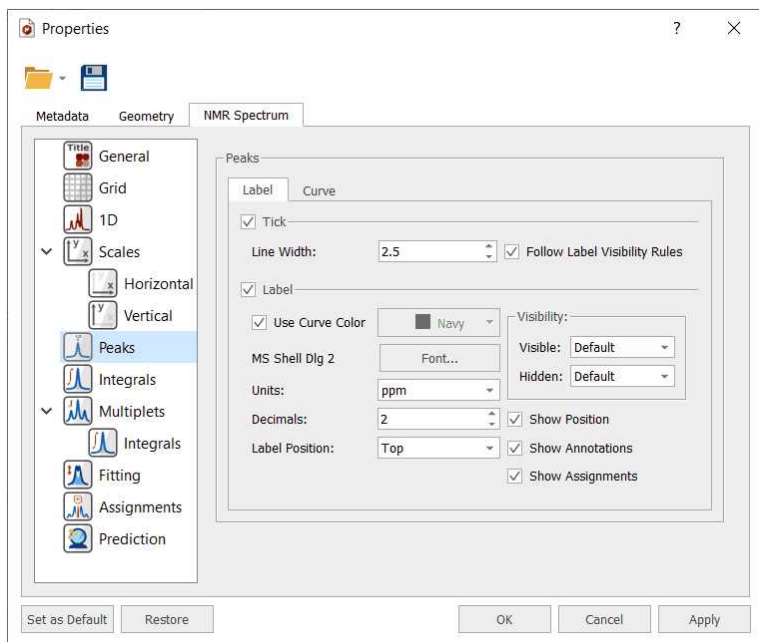 Properties
?
Metadata Geometry NMR Spectrum
Title
General
Grid
1D
Scales
Horizontal
Vertical
Peaks
Integrals
Multiplets
Integrals
Fitting
Assignments
Prediction
Peaks
Label Curve
Tick
Line Width: 2.5 Follow Label Visibility Rules
Label
Use Curve Color Navy
Visibility:
Visible: Default
MS Shell Dlg 2 Font...
Hidden: Default
Units: ppm
Decimals: 2 Show Position
Label Position: Top Show Annotations
Show Assignments
Set as Default Restore OK Cancel Apply